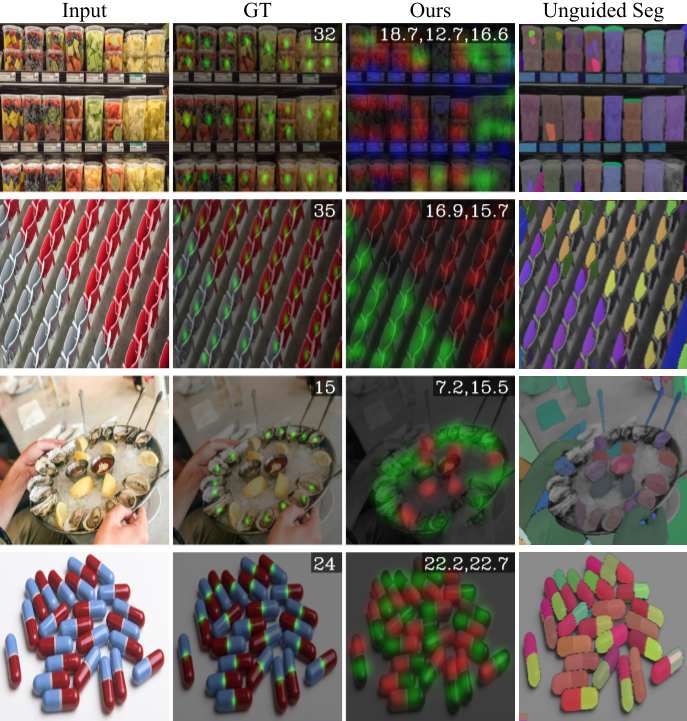 Input GT Ours Unguided Seg
32 18.7,12.7,16.6
35 16.9,15.7
15 7.2,15.5
24 22.2,22.7